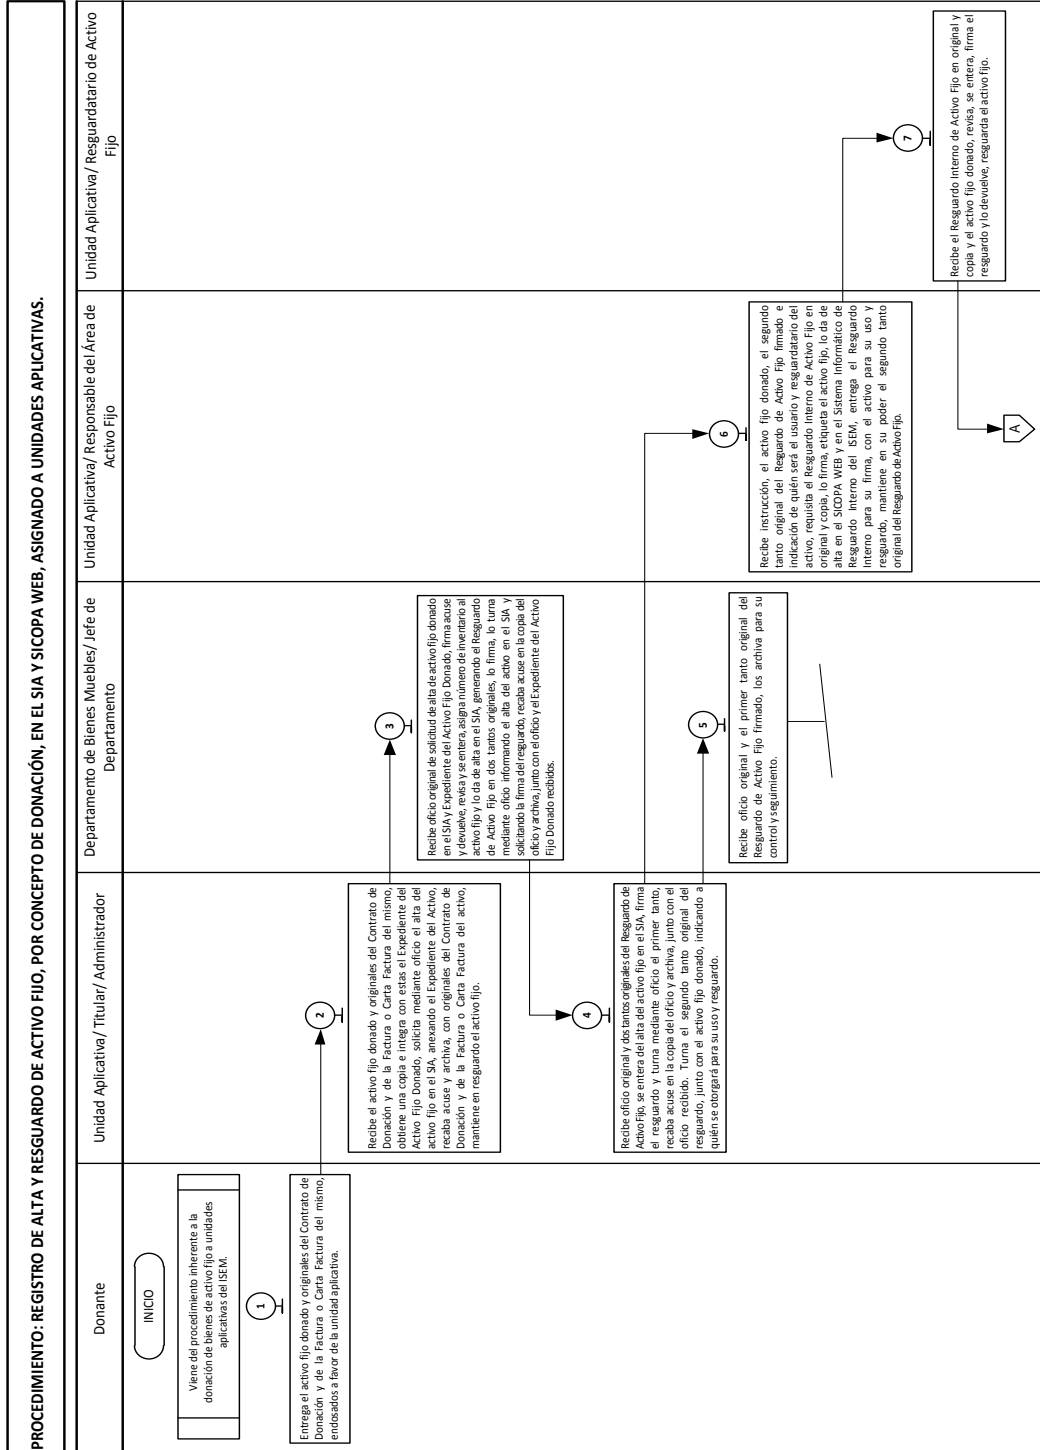 PROCEDIMIENTO: REGISTRO DE ALTA Y RESGUARDO DE ACTIVO FIJO, POR CONCEPTO DE DONACIÓN, EN EL SIA Y SICOPA WEB, ASIGNADO A UNIDADES APLICATIVAS.
Donante
Unidad Aplicativa/ Titular/ Administrador
Departamento de Bienes Muebles/ Jefe de
Departamento
Unidad Aplicativa/ Responsable del Área de
Activo Fijo
Unidad Aplicativa/ Resguardatario de Activo
Fijo
INICIO
Viene del procedimiento inherente a la
donación de bienes de activo fijo a unidades
aplicativas del ISEM.
1
Entrega el activo fijo donado y originales del Contrato de
Donación y de la Factura o Carta Factura del mismo,
endosados a favor de la unidad aplicativa.
2
Recibe el activo fijo donado y originales del Contrato de
Donación y de la Factura o Carta Factura del mismo,
obtiene una copia e integra con estas el Expediente del
Activo Fijo Donado, solicita mediante oficio el alta del
activo fijo en el SIA, anexando el Expediente del Activo,
recaba acuse y archiva, con originales del Contrato de
Donación y de la Factura o Carta Factura del activo,
mantiene en resguardo el activo fijo.
3
Recibe oficio original de solicitud de alta de activo fijo donado
en el SIA y Expediente del Activo Fijo Donado, firma acuse
y devuelve, revisa y se entera, asigna número de inventario al
activo fijo y lo da de alta en el SIA, generando el Resguardo
de Activo Fijo en dos tantos originales, lo firma, lo turna
mediante oficio informando el alta del activo en el SIA y
solicitando la firma del resguardo, recaba acuse en la copia del
oficio y archiva, junto con el oficio y el Expediente del Activo
Fijo Donado recibidos.
4
Recibe oficio original y dos tantos originales del Resguardo de
Activo Fijo, se entera del alta del activo fijo en el SIA, firma
el resguardo y turna mediante oficio el primer tanto,
recaba acuse en la copia del oficio y archiva, junto con el
oficio recibido. Turna el segundo tanto original del
resguardo, junto con el activo fijo donado, indicando a
quién se otorgará para su uso y resguardo.
5
Recibe oficio original y el primer tanto original del
Resguardo de Activo Fijo firmado, los archiva para su
control y seguimiento.
6
Recibe instrucción, el activo fijo donado, el segundo
tanto original del Resguardo de Activo Fijo firmado e
indicación de quién será el usuario y resguardatario del
activo, requisita el Resguardo Interno de Activo Fijo en
original y copia, lo firma, etiqueta el activo fijo, lo da de
alta en el SICOPA WEB y en el Sistema Informático de
Resguardo Interno del ISEM, entrega el Resguardo
Interno para su firma, con el activo para su uso y
resguardo, mantiene en su poder el segundo tanto
original del Resguardo de Activo Fijo.
7
Recibe el Resguardo Interno de Activo Fijo en original y
copia y el activo fijo donado, revisa, se entera, firma el
resguardo y lo devuelve, resguarda el activo fijo.
A